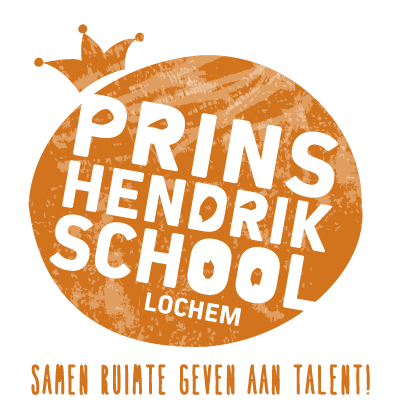 PRINS
HENDRIK
SCHOOL
LOCHEM
SAMEN RUIMTE GEVEN AAN TALENT!